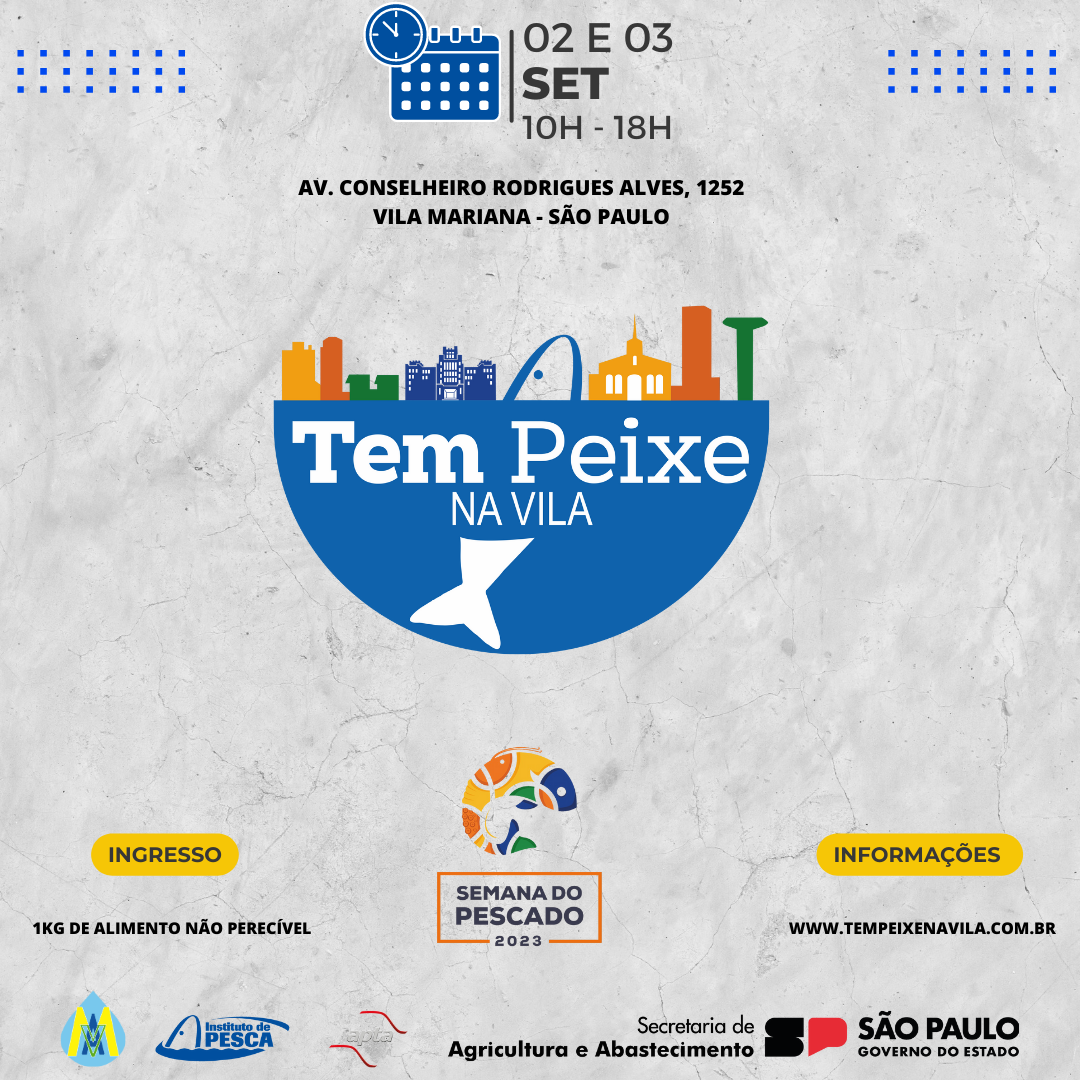 02 E 03
SET
10H - 18H
AV. CONSELHEIRO RODRIGUES ALVES, 1252
VILA MARIANA - SÃO PAULO
Tem Peixe
NA VILA
INGRESSO
1KG DE ALIMENTO NÃO PERECÍVEL
SEMANA DO
PESCADO
2023
INFORMAÇÕES
WWW.TEMPEIXENAVILA.COM.BR
Instituto de
PESCA
apta
Secretaria de
Agricultura e Abastecimento
SP
SÃO PAULO
GOVERNO DO ESTADO